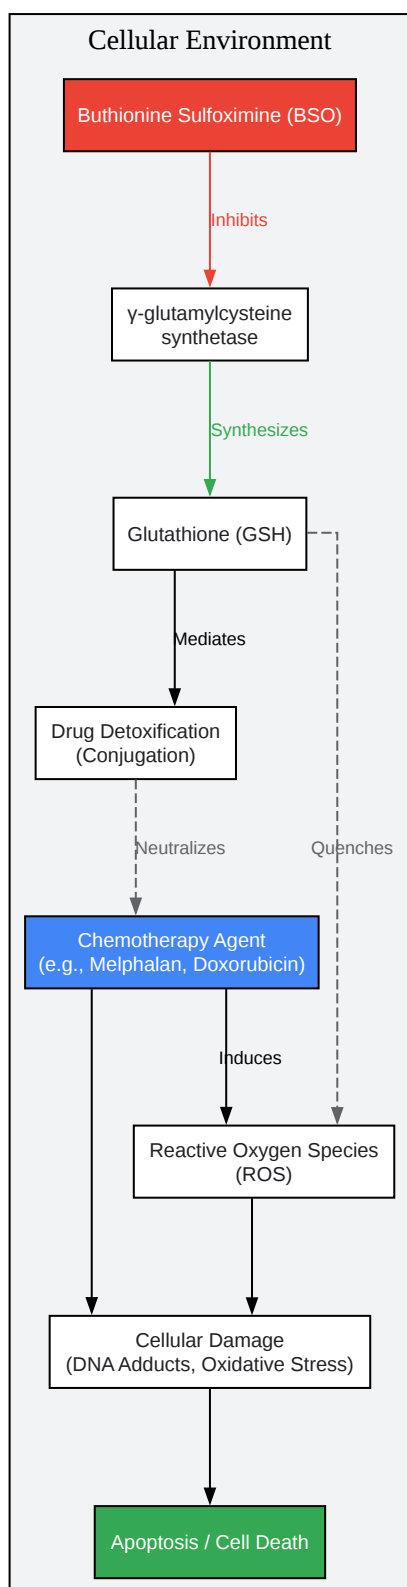 Cellular Environment
Buthionine Sulfoximine (BSO)
Inhibits
γ-glutamylcysteine
synthetase
Synthesizes
Glutathione (GSH)
Mediates
Drug Detoxification
(Conjugation)
Neutralizes
Quenches
Chemotherapy Agent
(e.g., Melphalan, Doxorubicin)
Induces
Reactive Oxygen Species
(ROS)
Cellular Damage
(DNA Adducts, Oxidative Stress)
Apoptosis / Cell Death